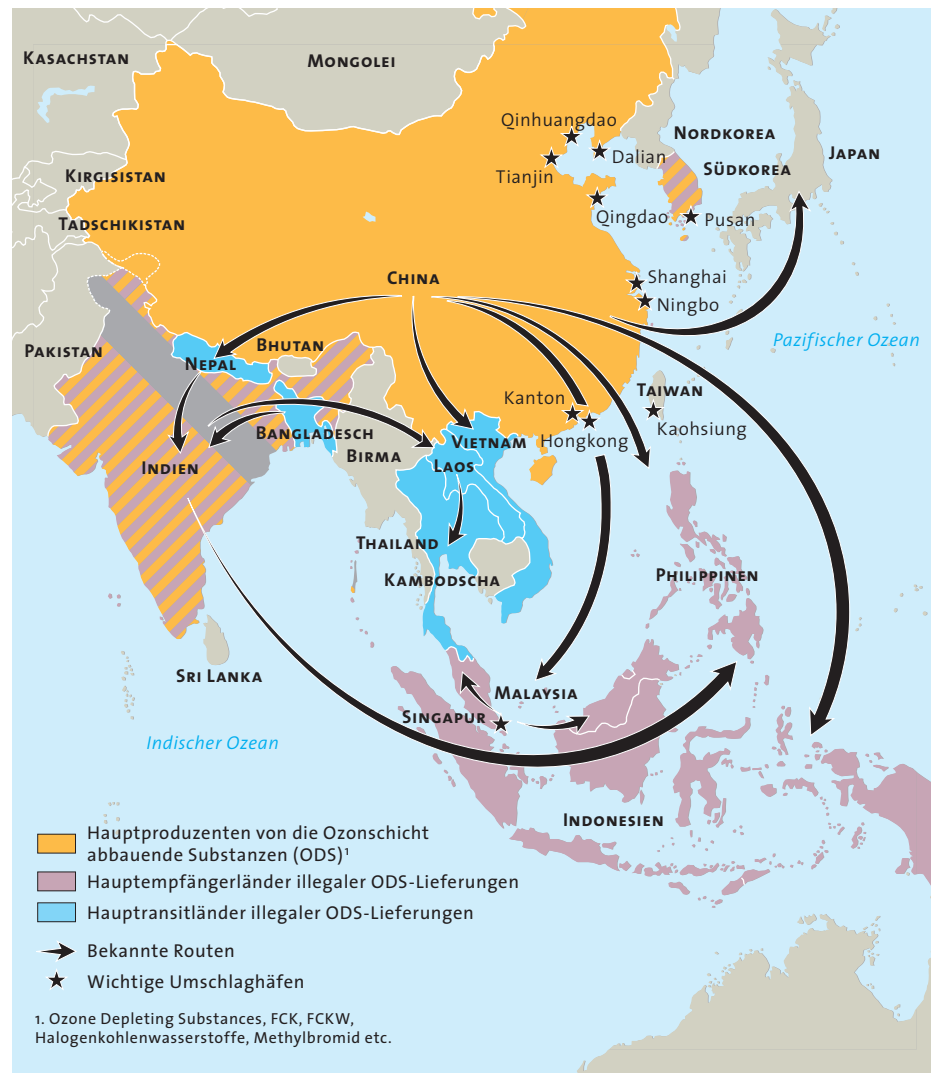 KASACHSTAN
MONGOLEI
Qinhuangdao
NORDKOREA
Dalian
JAPAN
Tianjin
SÜDKOREA
KIRGISISTAN
Qingdao
Pusan
TADSCHIKISTAN
CHINA
Shanghai
Ningbo
Pazifischer Ozean
BHUTAN
PAKISTAN
NEPAL
TAIWAN
Kanton
Kaohsiung
BANGLADESCH
VIETNAM
Hongkong
BIRMA
LAOS
INDIEN
THAILAND
PHILIPPINEN
KAMBODSCHA
SRI LANKA
MALAYSIA
SINGAPUR
Indischer Ozean
INDONESIEN
Hauptproduzenten von die Ozonschicht
abbauende Substanzen (ODS)¹
Hauptempfängerländer illegaler ODS-Lieferungen
Haupttransitländer illegaler ODS-Lieferungen
Bekannte Routen
Wichtige Umschlaghäfen
1. Ozone Depleting Substances, FCK, FCKW,
Halogenkohlenwasserstoffe, Methylbromid etc.